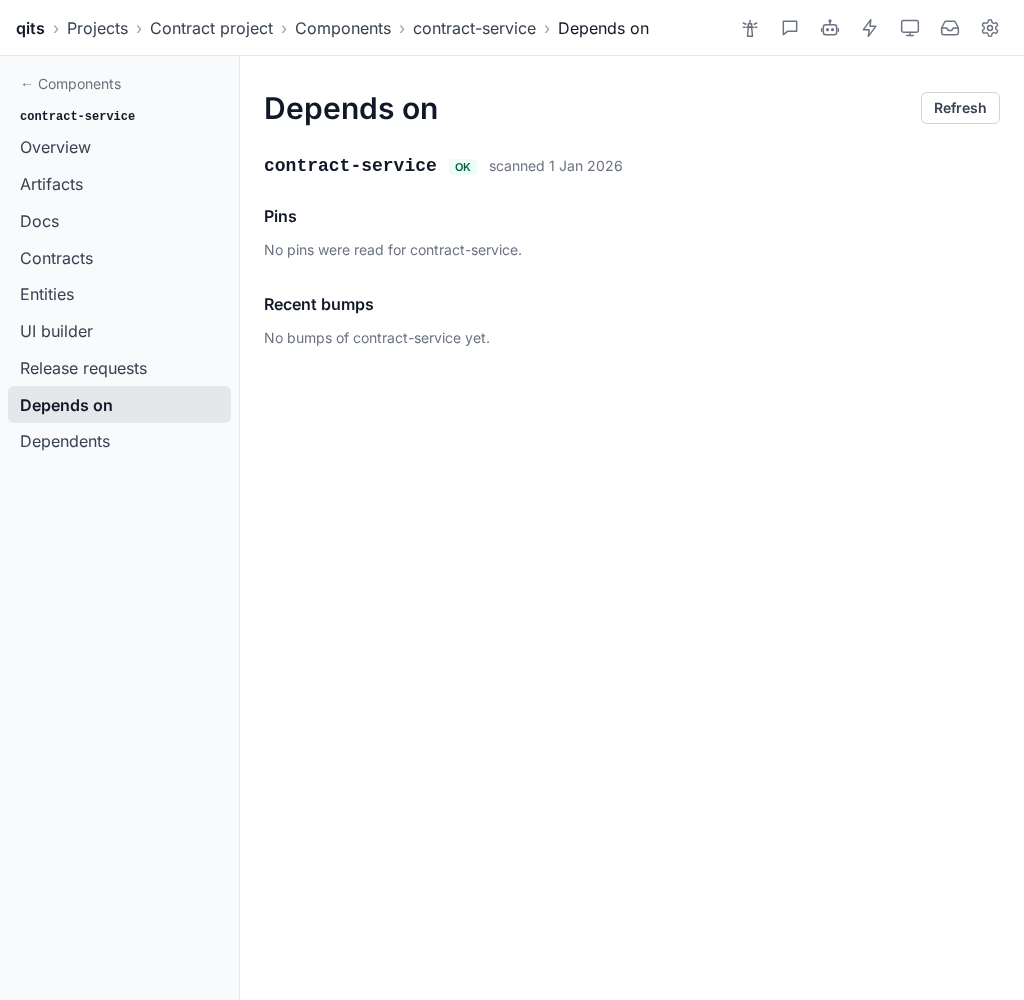 qits › Projects › Contract project › Components › contract-service › Depends on
← Components
contract-service
Overview
Artifacts
Docs
Contracts
Entities
UI builder
Release requests
Depends on
Dependents
Depends on
Refresh
contract-service OK scanned 1 Jan 2026
Pins
No pins were read for contract-service.
Recent bumps
No bumps of contract-service yet.